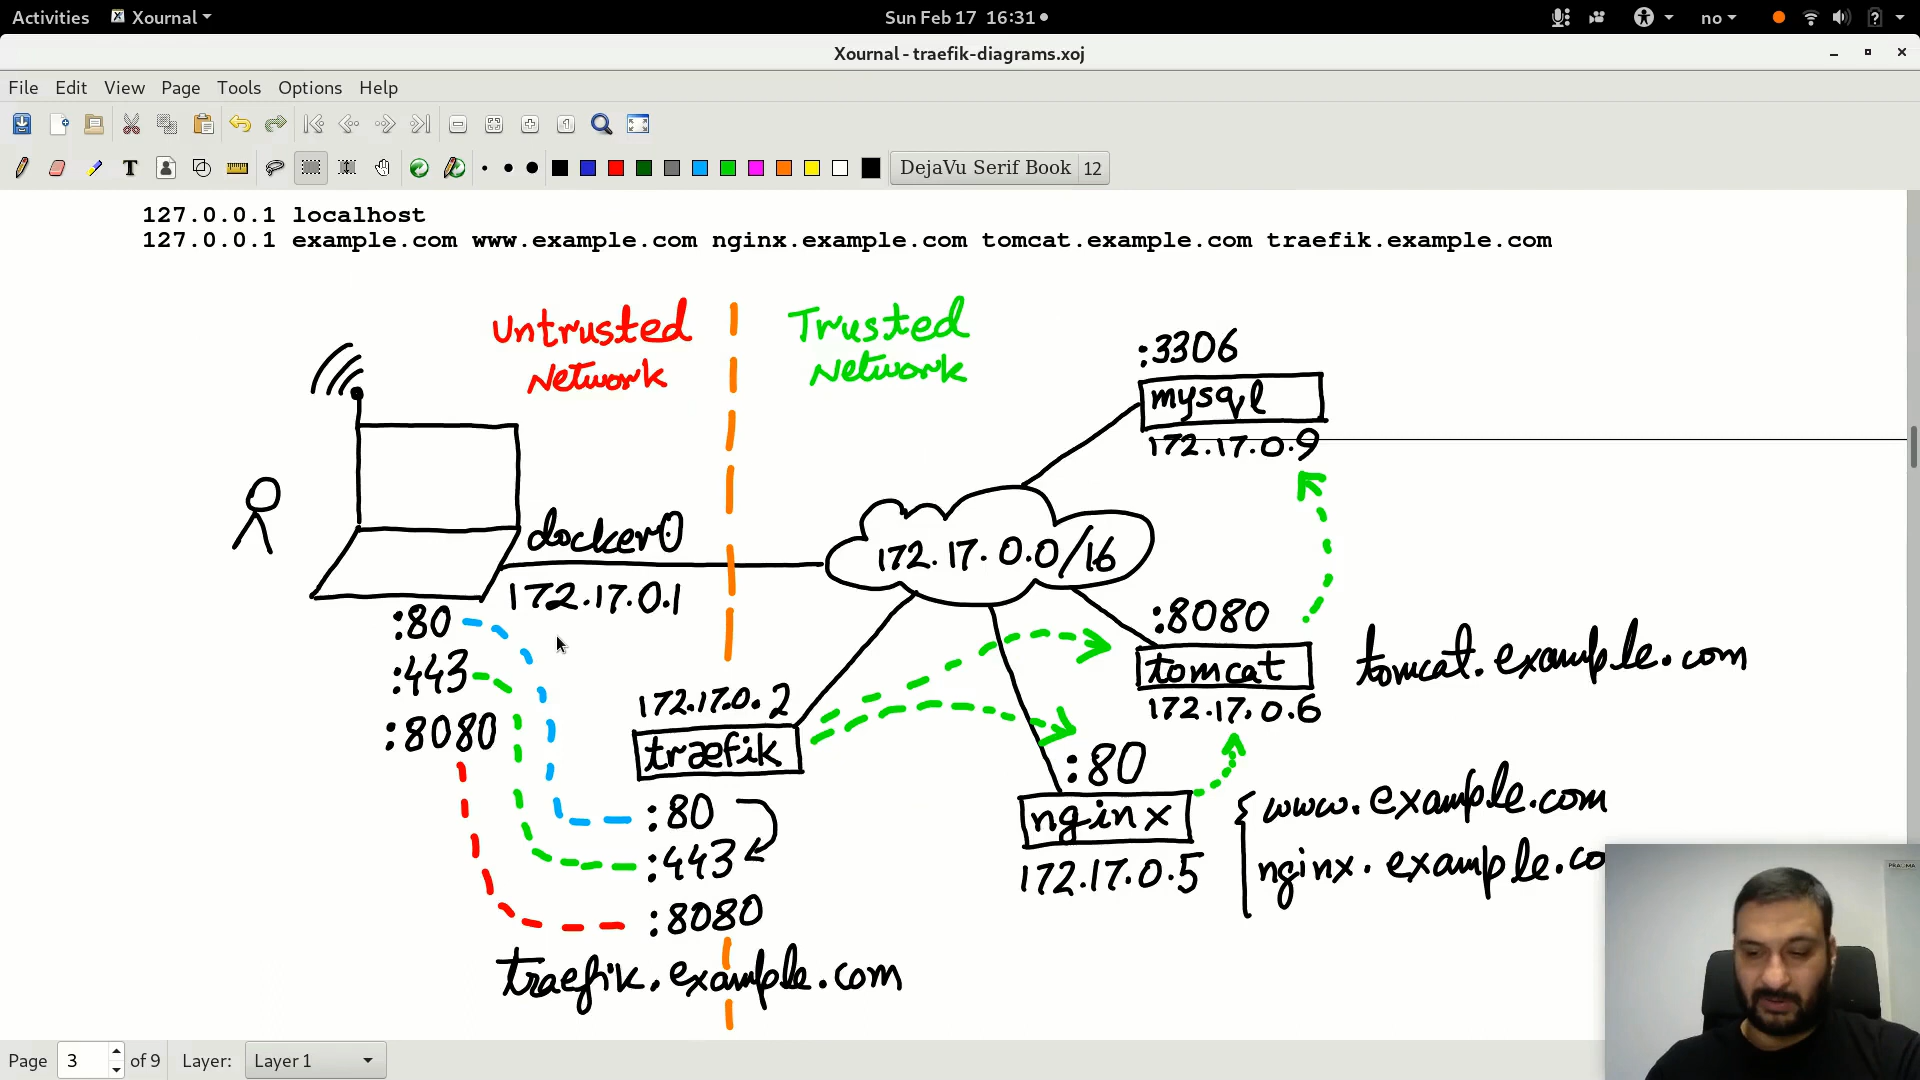 Activities Xournal Sun Feb 17 16:31 no
Xournal - traefik-diagrams.xoj
File Edit View Page Tools Options Help
DejaVu Serif Book 12
127.0.0.1 localhost
127.0.0.1 example.com www.example.com nginx.example.com tomcat.example.com traefik.example.com
Untrusted
Network
Trusted
Network
:3306
mysql
172.17.0.9
docker0
172.17.0.1
172.17.0.0/16
:80
:443
:8080
172.17.0.2
traefik
:80
:443
:8080
traefik.example.com
:8080
tomcat
172.17.0.6
tomcat.example.com
:80
nginx
172.17.0.5
www.example.com
nginx.example.co
Page 3 of 9 Layer: Layer 1